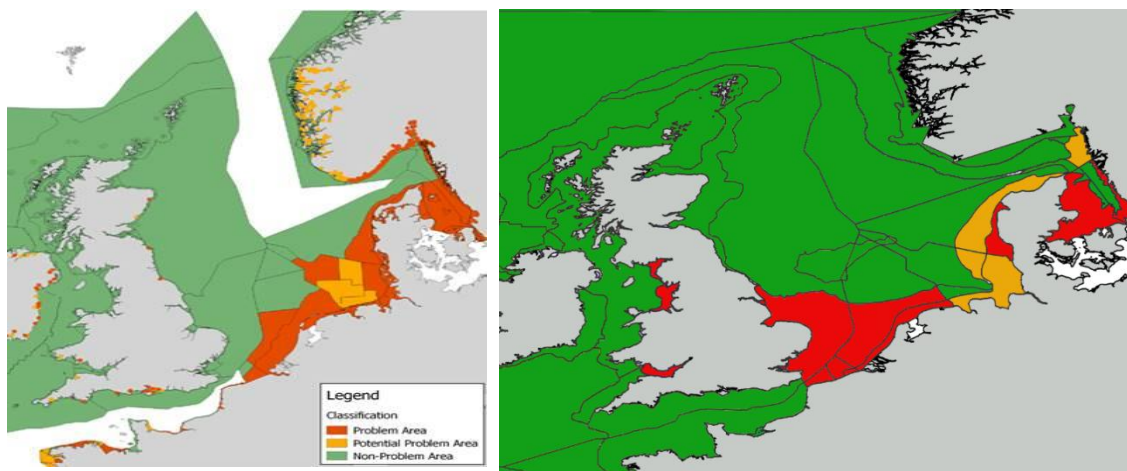 Legend
Classification
Problem Area
Potential Problem Area
Non-Problem Area